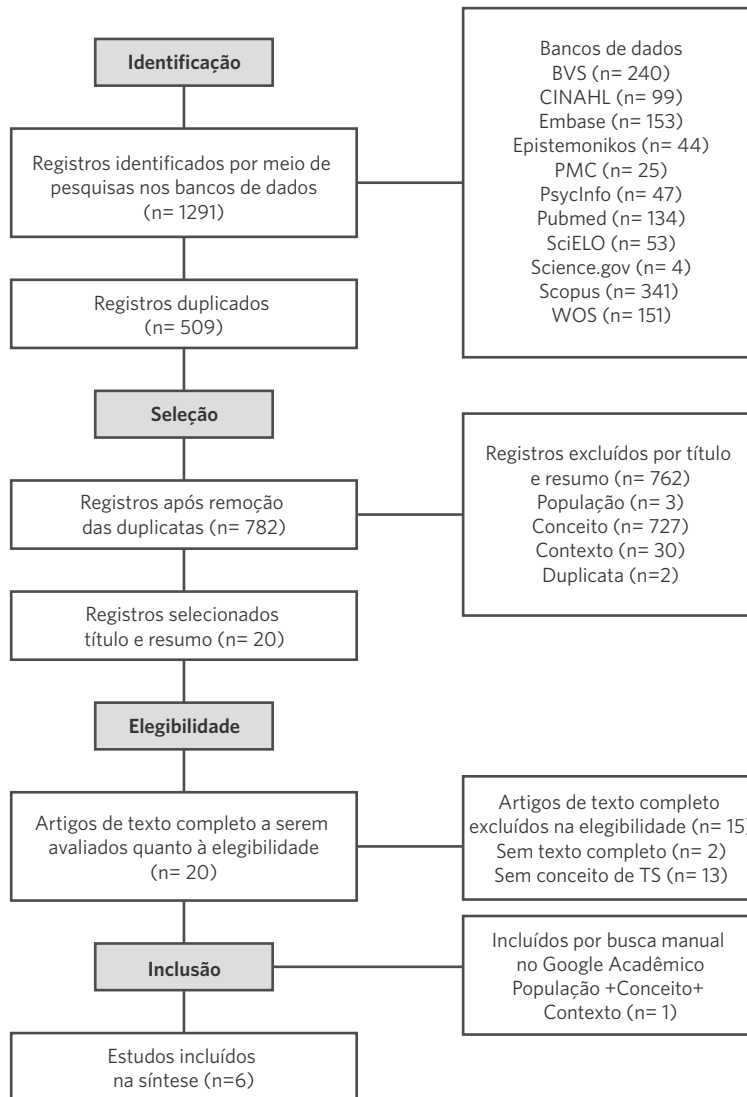 Identificação
Registros identificados por meio de
pesquisas nos bancos de dados
(n= 1291)
Bancos de dados
BVS (n= 240)
CINAHL (n= 99)
Embase (n= 153)
Epistemonikos (n= 44)
PMC (n= 25)
PsycInfo (n= 47)
Pubmed (n= 134)
SciELO (n= 53)
Science.gov (n= 4)
Scopus (n= 341)
WOS (n= 151)
Registros duplicados
(n= 509)
Seleção
Registros após remoção
das duplicatas (n= 782)
Registros excluídos por título
e resumo (n= 762)
População (n= 3)
Conceito (n= 727)
Contexto (n= 30)
Duplicata (n=2)
Registros selecionados
título e resumo (n= 20)
Elegibilidade
Artigos de texto completo a serem
avaliados quanto à elegibilidade
(n= 20)
Artigos de texto completo
excluídos na elegibilidade (n= 15)
Sem texto completo (n= 2)
Sem conceito de TS (n= 13)
Inclusão
Incluídos por busca manual
no Google Acadêmico
População +Conceito+
Contexto (n= 1)
Estudos incluídos
na síntese (n=6)